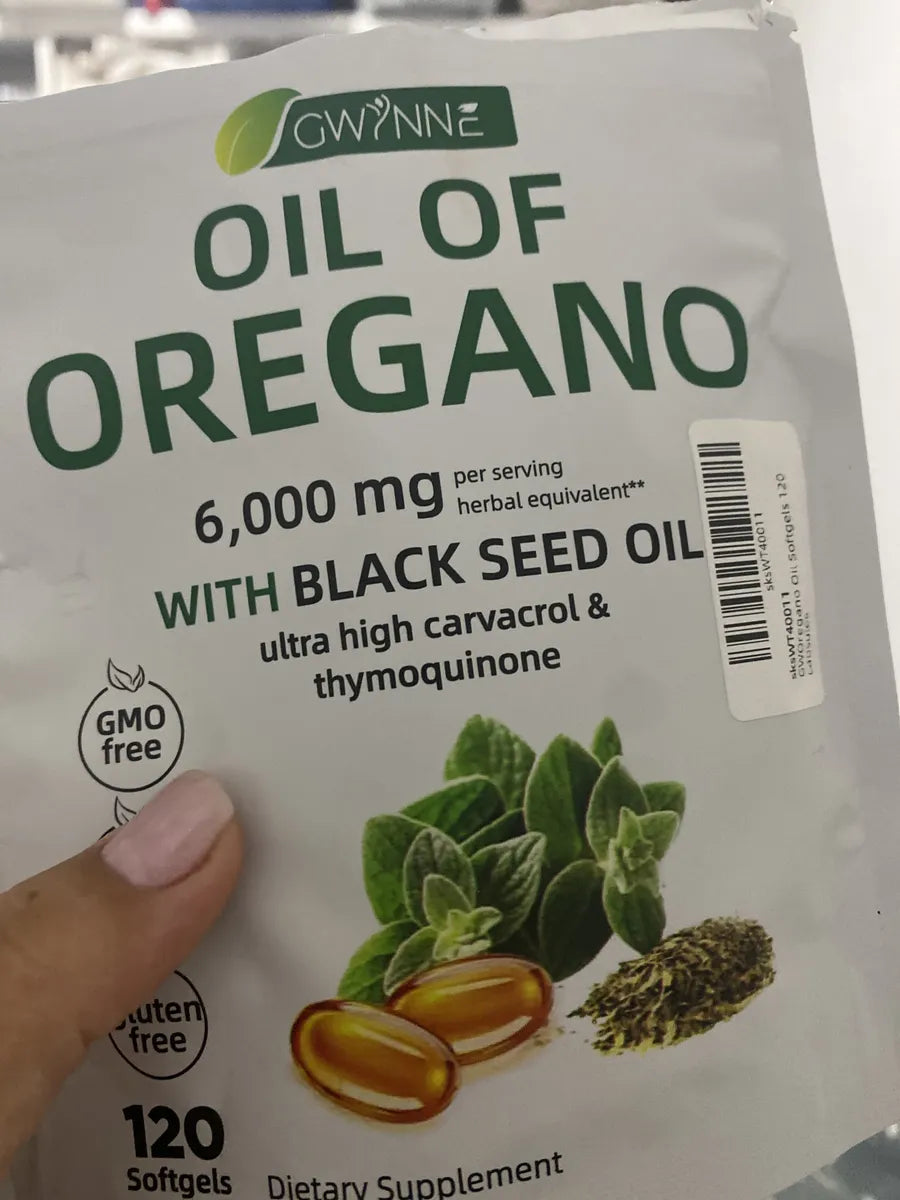 GWYNNE
OIL OF
OREGANO
6,000 mg
per serving
herbal equivalent**
WITH BLACK SEED OIL
ultra high carvacrol &
thymoquinone
sksWT40011
sksWT40011
GWOregano Oil Softgels 120
Capsules
GMO
free
free
120
Softgels
Dietary Supplement